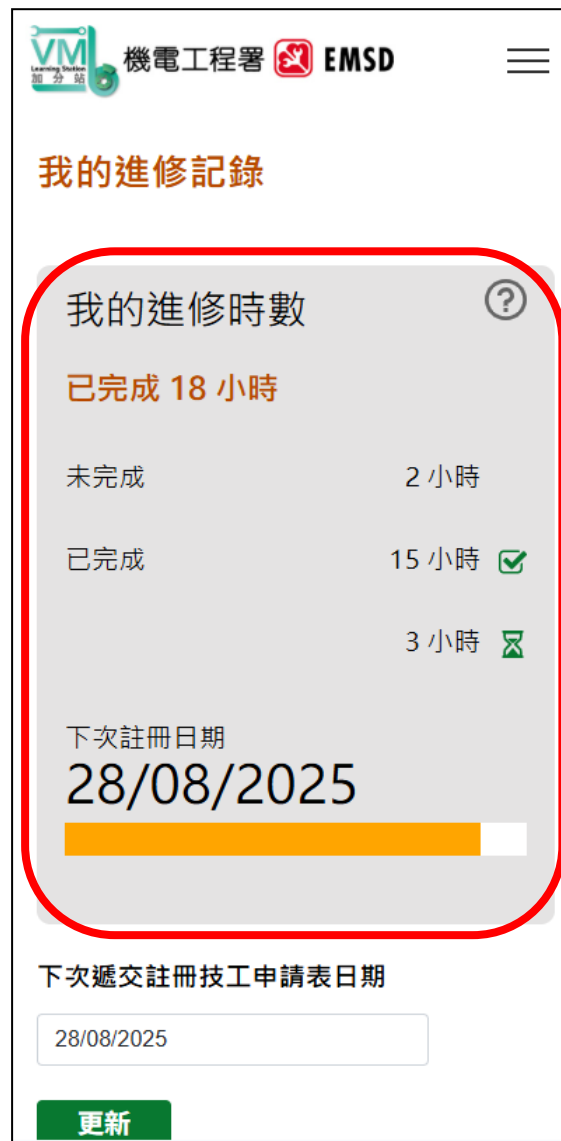 VM
Learning Station
加分站
機電工程署 EMSD
我的進修記錄
我的進修時數
?
已完成 18 小時
未完成 2 小時
已完成 15 小時
3 小時
下次註冊日期
28/08/2025
下次遞交註冊技工申請表日期
28/08/2025
更新